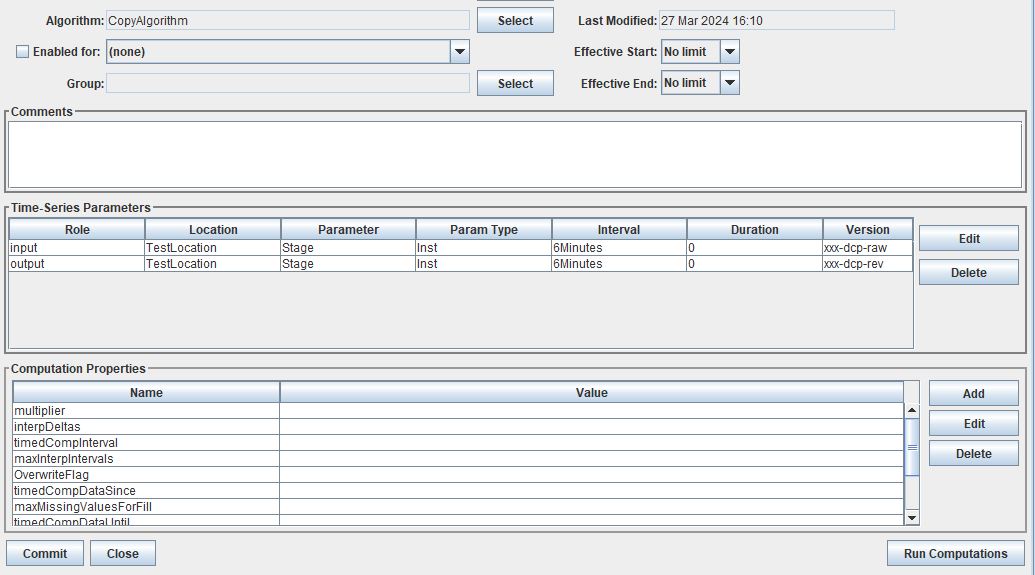 Algorithm: CopyAlgorithm Select Last Modified: 27 Mar 2024 16:10
Enabled for: (none) Effective Start: No limit
Group: Select Effective End: No limit
Comments
Time-Series Parameters
Role Location Parameter Param Type Interval Duration Version
input TestLocation Stage Inst 6Minutes 0 xxx-dcp-raw
output TestLocation Stage Inst 6Minutes 0 xxx-dcp-rev
Edit
Delete
Computation Properties
Name Value
multiplier
interpDeltas
timedCompInterval
maxInterpIntervals
OverwriteFlag
timedCompDataSince
maxMissingValuesForFill
timedCompDataUntil
Add
Edit
Delete
Commit Close Run Computations